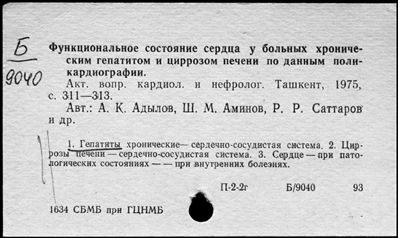 Б
9040
Функциональное состояние сердца у больных хрониче-
ским гепатитом и циррозом печени по данным поли-
кардиографии.
Акт. вопр. кардиол. и нефролог. Ташкент, 1975,
с. 311—313.
Авт.: А. К. Адылов, Ш. М. Аминов, Р. Р. Саттаров
и др.
1. Гепатиты хронические— сердечно-сосудистая система. 2. Цир-
розы печени — сердечно-сосудистая система. 3. Сердце — при пато-
логических состояниях — — при внутренних болезнях.
П-2-2г Б/9040 93
1634 СБМБ при ГЦНМБ